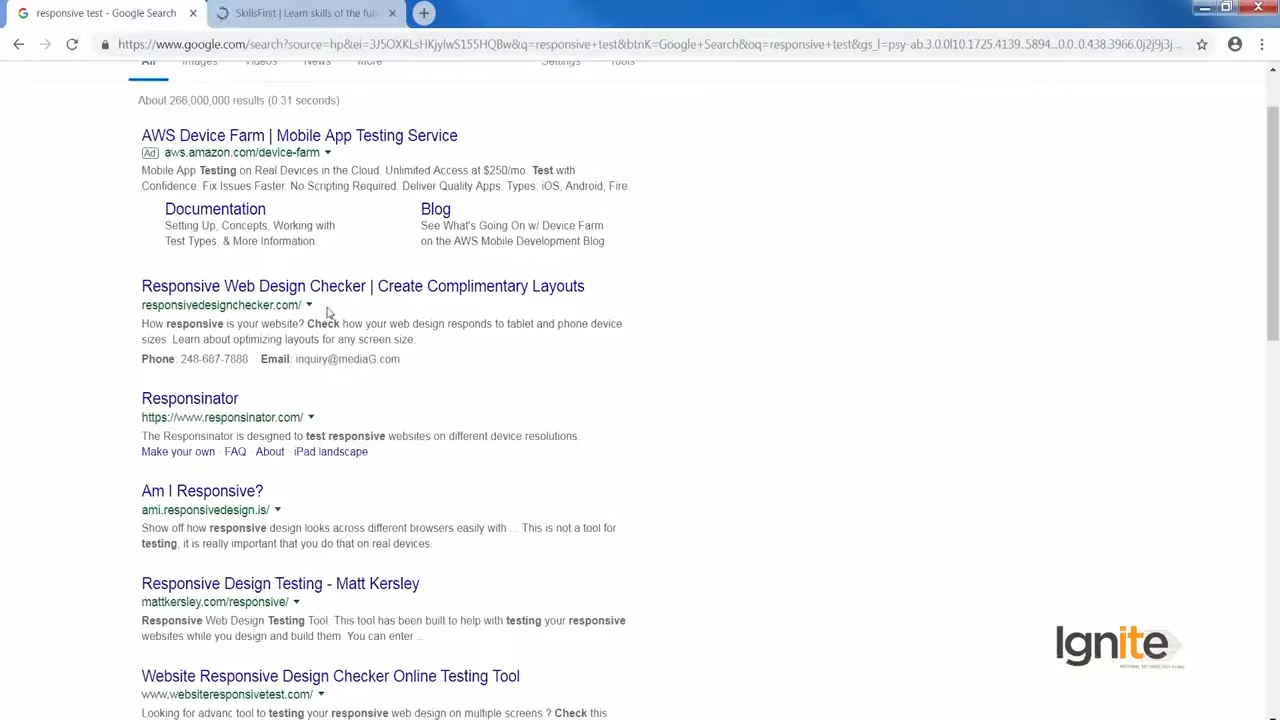 responsive test - Google Search
SkillsFirst | Learn skills of the fut
https://www.google.com/search?source=hp&ei=3J5OXKLsHKjylwS155HQBw&q=responsive+test&btnK=Google+Search&oq=responsive+test&gs_l=psy-ab.3.0.0l10.1725.4139..5894...0.0..0.438.3966.0j2j9j3j...
All Images Videos News More Settings Tools
About 266,000,000 results (0.31 seconds)
AWS Device Farm | Mobile App Testing Service
Ad aws.amazon.com/device-farm
Mobile App Testing on Real Devices in the Cloud. Unlimited Access at $250/mo. Test with
Confidence. Fix Issues Faster. No Scripting Required. Deliver Quality Apps. Types. iOS, Android, Fire.
Documentation
Setting Up, Concepts, Working with
Test Types, & More Information.
Blog
See What's Going On w/ Device Farm
on the AWS Mobile Development Blog.
Responsive Web Design Checker | Create Complimentary Layouts
responsivedesignchecker.com/
How responsive is your website? Check how your web design responds to tablet and phone device
sizes. Learn about optimizing layouts for any screen size.
Phone: 248-687-7888 Email: inquiry@mediaG.com
Responsinator
https://www.responsinator.com/
The Responsinator is designed to test responsive websites on different device resolutions.
Make your own · FAQ · About · iPad landscape
Am I Responsive?
ami.responsivedesign.is/
Show off how responsive design looks across different browsers easily with ... This is not a tool for
testing, it is really important that you do that on real devices.
Responsive Design Testing - Matt Kersley
mattkersley.com/responsive/
Responsive Web Design Testing Tool. This tool has been built to help with testing your responsive
websites while you design and build them. You can enter ...
Website Responsive Design Checker Online Testing Tool
www.websiteresponsivetest.com/
Looking for advanc tool to testing your responsive web design on multiple screens ? Check this
Ignite
NATIONAL TECHNOLOGY FUND